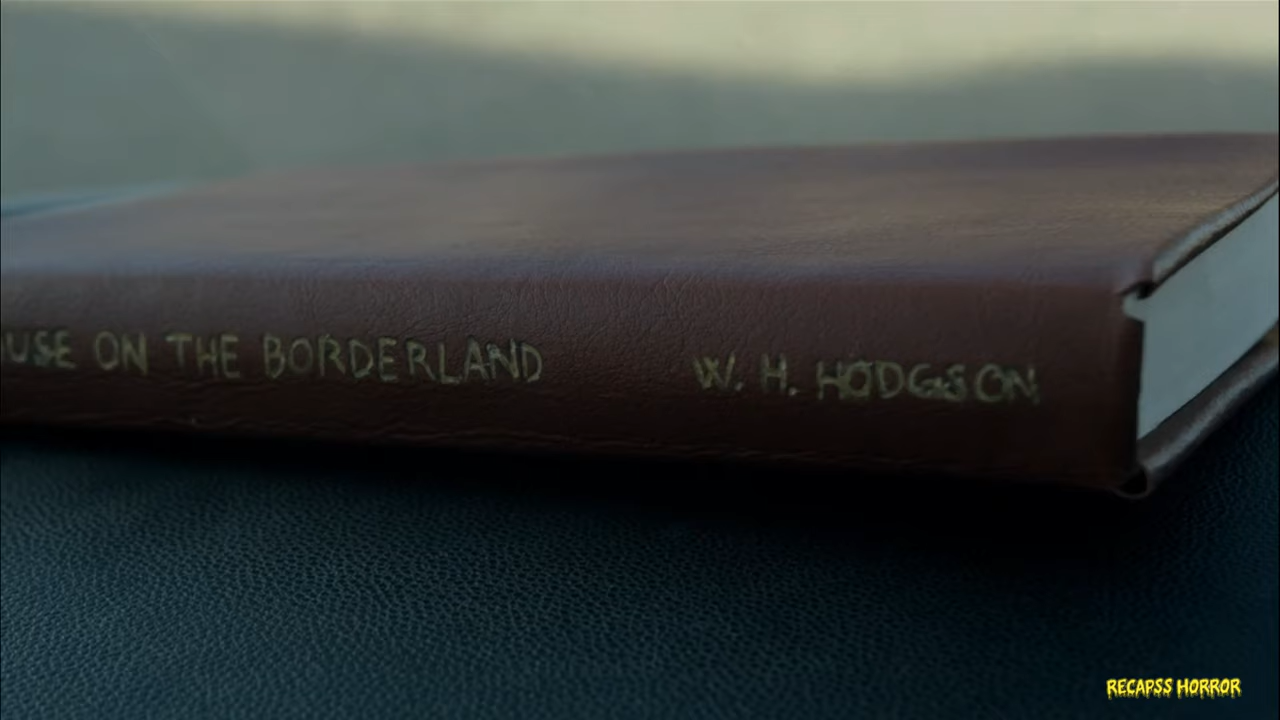 USE ON THE BORDERLAND W. H. HODGSON
RECAPSS HORROR